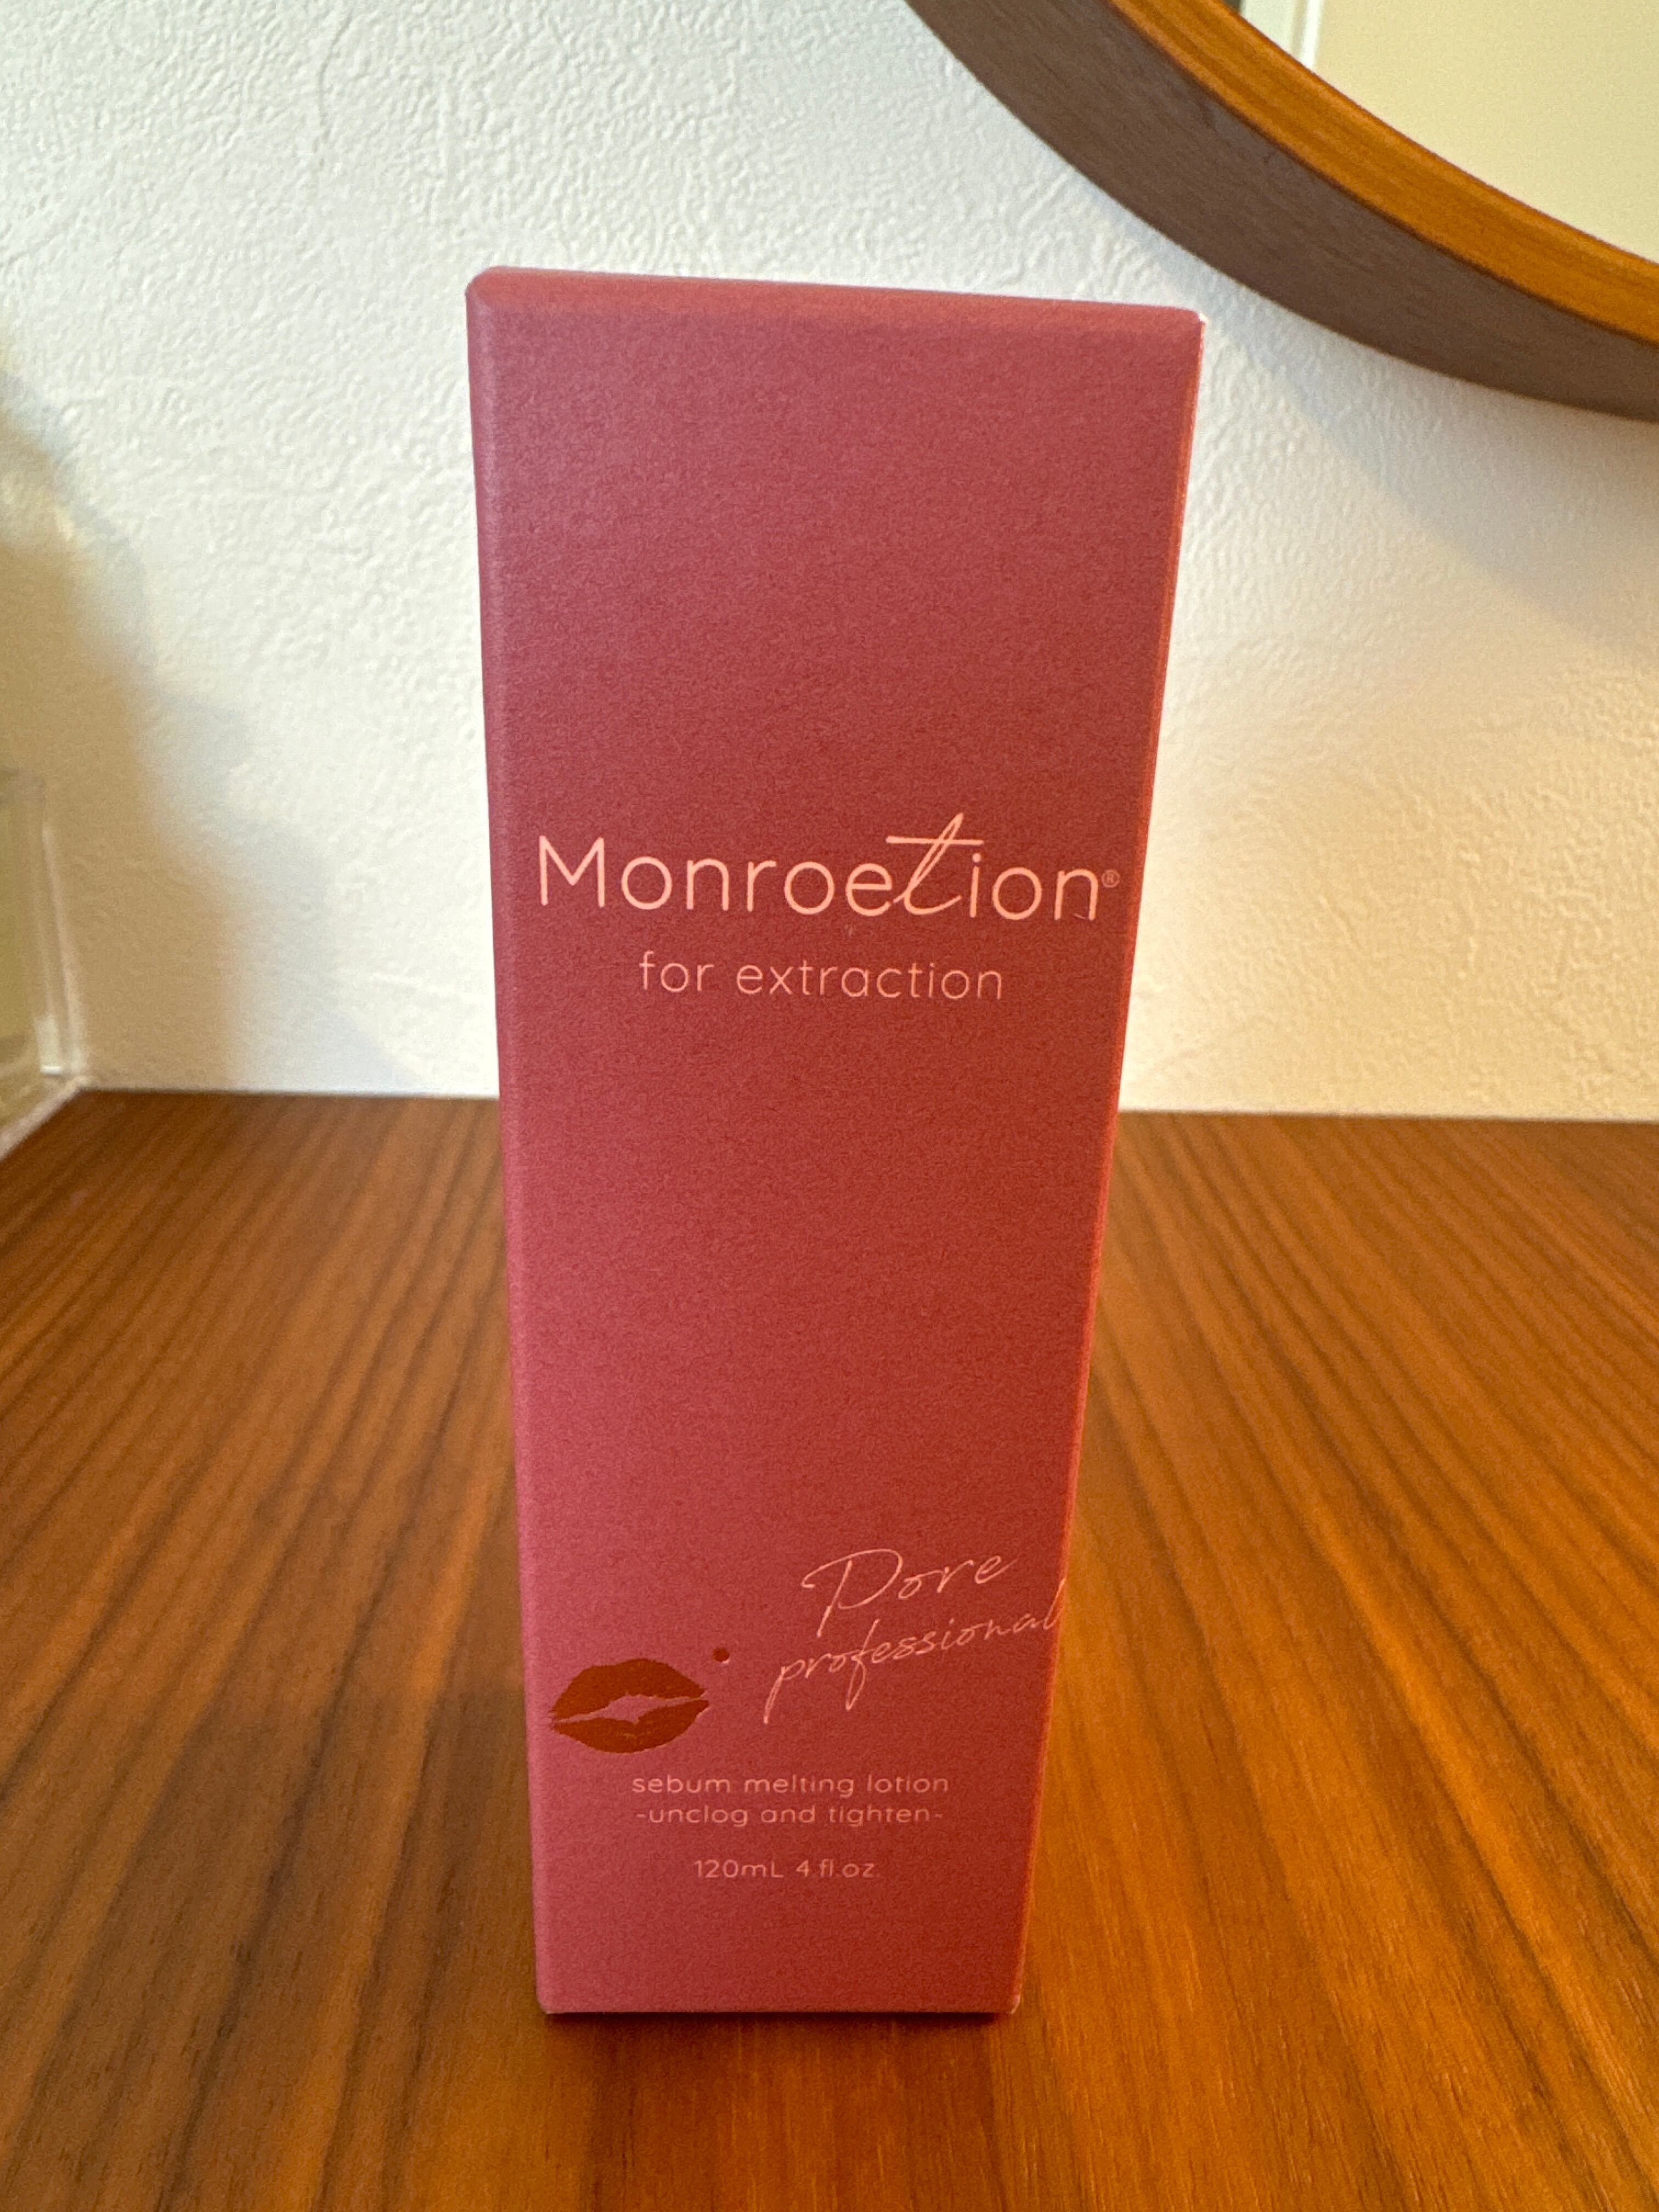 Monroetion®
for extraction
Pore
professional
sebum melting lotion
-unclog and tighten-
120mL 4.fl.oz.